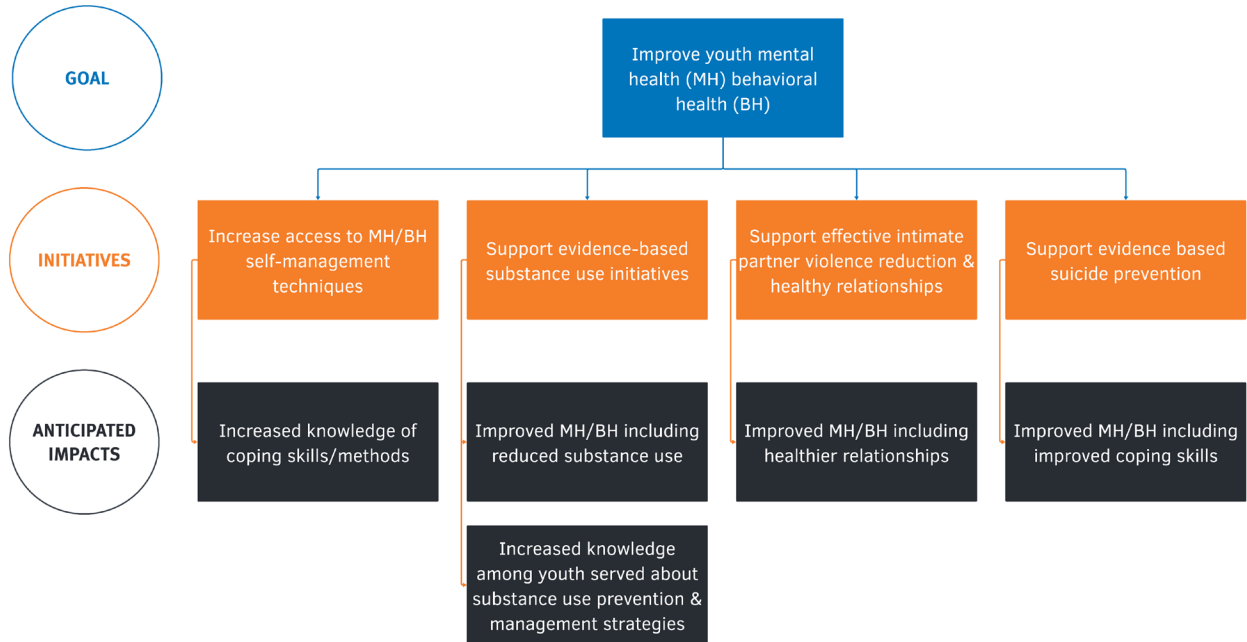 GOAL
Improve youth mental
health (MH) behavioral
health (BH)
INITIATIVES
Increase access to MH/BH
self-management
techniques
Support evidence-based
substance use initiatives
Support effective intimate
partner violence reduction &
healthy relationships
Support evidence based
suicide prevention
ANTICIPATED
IMPACTS
Increased knowledge of
coping skills/methods
Improved MH/BH including
reduced substance use
Improved MH/BH including
healthier relationships
Improved MH/BH including
improved coping skills
Increased knowledge
among youth served about
substance use prevention &
management strategies